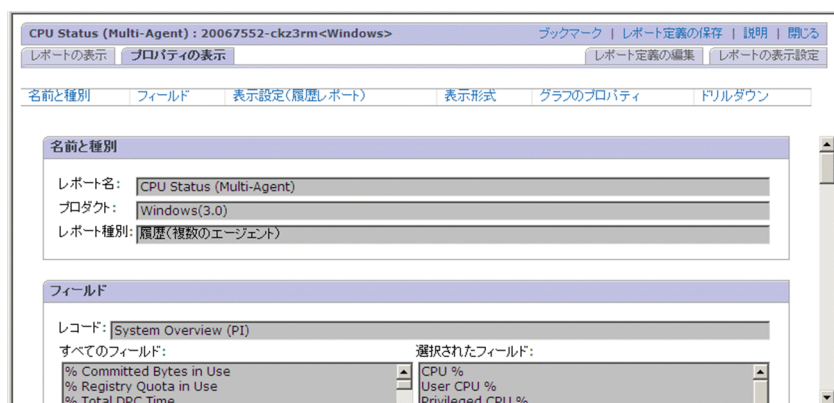 CPU Status (Multi-Agent) : 20067552-ckz3rm<Windows> ブックマーク | レポート定義の保存 | 説明 | 閉じる
レポートの表示 プロパティの表示 レポート定義の編集 レポートの表示設定
名前と種別 フィールド 表示設定(履歴レポート) 表示形式 グラフのプロパティ ドリルダウン
名前と種別
レポート名: CPU Status (Multi-Agent)
プロダクト: Windows(3.0)
レポート種別: 履歴(複数のエージェント)
フィールド
レコード: System Overview (PI)
すべてのフィールド: 選択されたフィールド:
% Committed Bytes in Use CPU %
% Registry Quota in Use User CPU %
% Total DPC Time Privileged CPU %